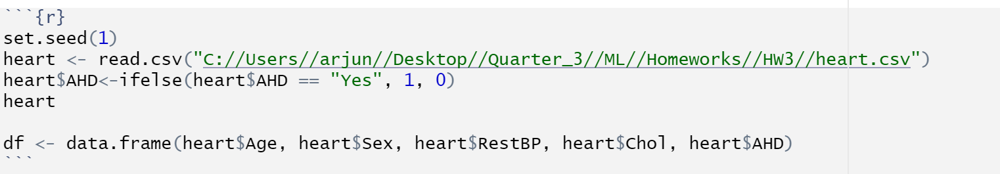 ```{r}
set.seed(1)
heart <- read.csv("C://Users//arjun//Desktop//Quarter_3//ML//Homeworks//HW3//heart.csv")
heart$AHD<-ifelse(heart$AHD == "Yes", 1, 0)
heart
df <- data.frame(heart$Age, heart$Sex, heart$RestBP, heart$Chol, heart$AHD)
```